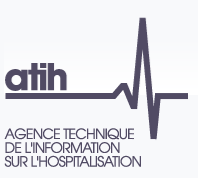 atih
AGENCE TECHNIQUE
DE L'INFORMATION
SUR L'HOSPITALISATION